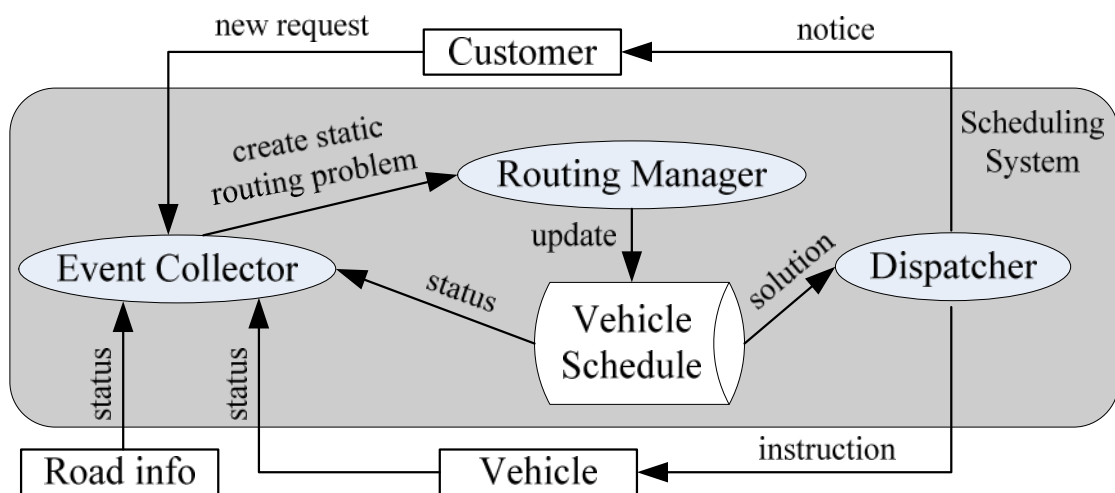 new request
Customer
notice
Scheduling
System
create static
routing problem
Routing Manager
update
Event Collector
status
solution
Dispatcher
Vehicle
Schedule
status
status
Road info
Vehicle
instruction